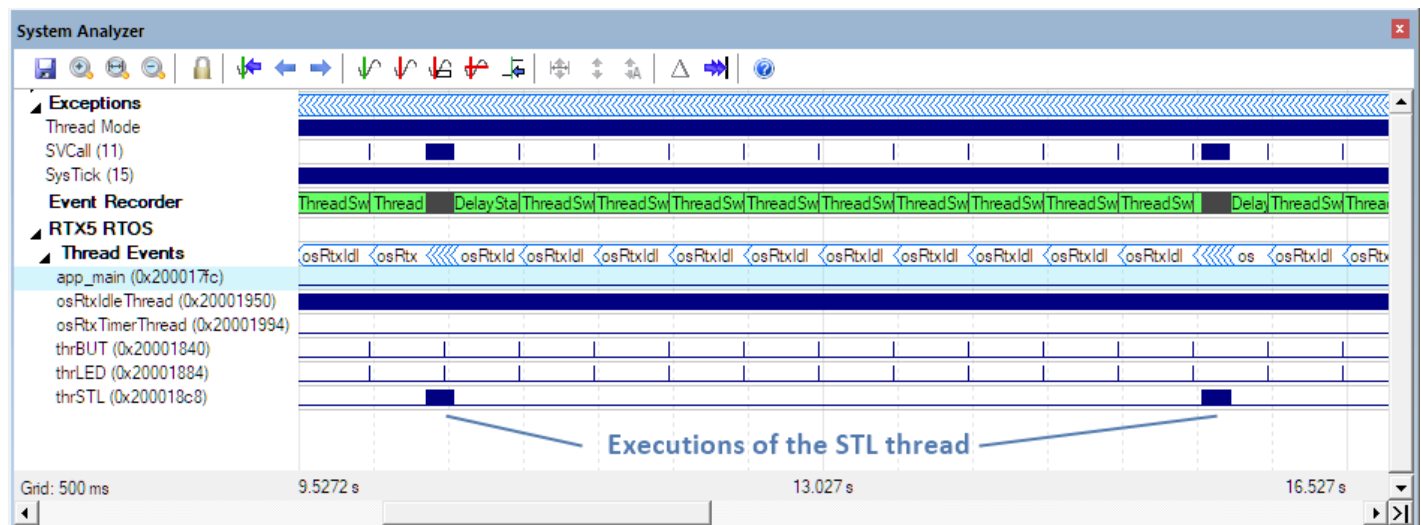 System Analyzer
Exceptions
Thread Mode
SVCall (11)
SysTick (15)
Event Recorder ThreadSw Thread DelaySta ThreadSw ThreadSw ThreadSw ThreadSw ThreadSw ThreadSw ThreadSw ThreadSw ThreadSw Delay ThreadSw Threa
RTX5 RTOS
Thread Events osRtxIdl osRtx osRtxId osRtxIdl osRtxIdl osRtxIdl osRtxIdl osRtxIdl osRtxIdl osRtxIdl osRtxIdl osRtxIdl os osRtxIdl osRtx
app_main (0x200017fc)
osRtxIdleThread (0x20001950)
osRtxTimerThread (0x20001994)
thrBUT (0x20001840)
thrLED (0x20001884)
thrSTL (0x200018c8)
Executions of the STL thread
Grid: 500 ms 9.5272 s 13.027 s 16.527 s